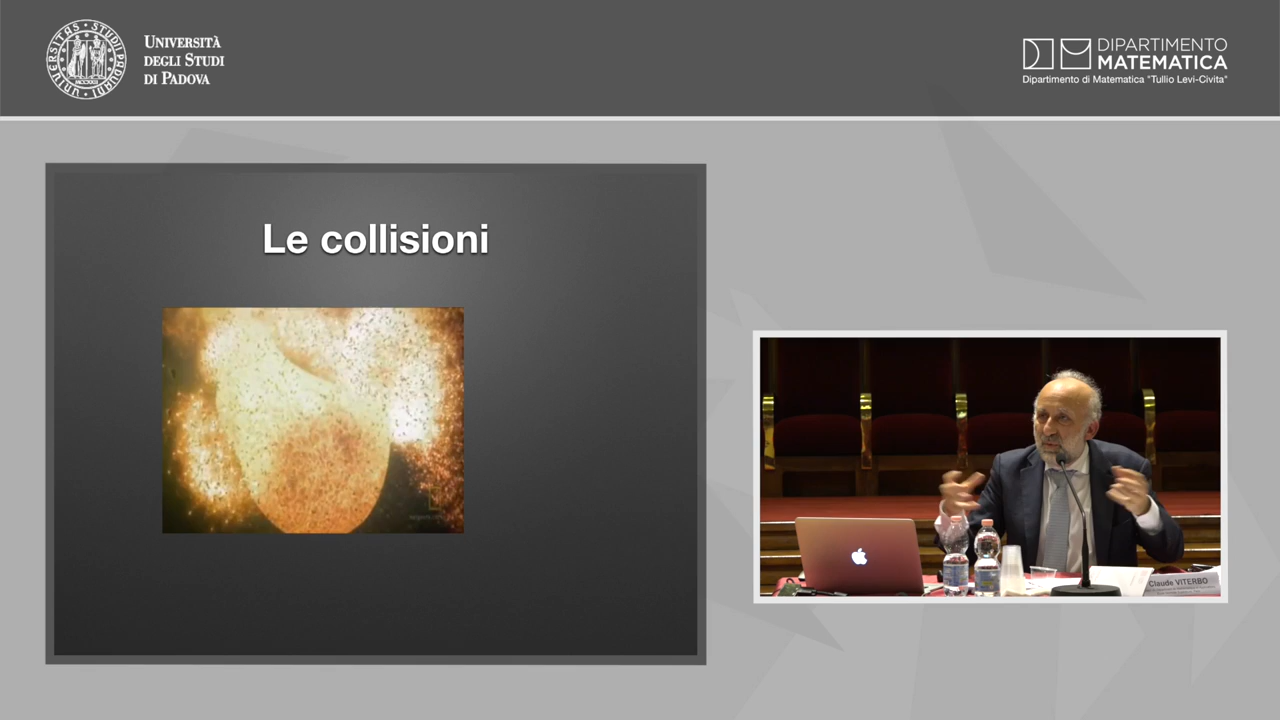 UNIVERSITÀ
DEGLI STUDI
DI PADOVA
DIPARTIMENTO
MATEMATICA
Dipartimento di Matematica "Tullio Levi-Civita"
Le collisioni
Claude VITERBO